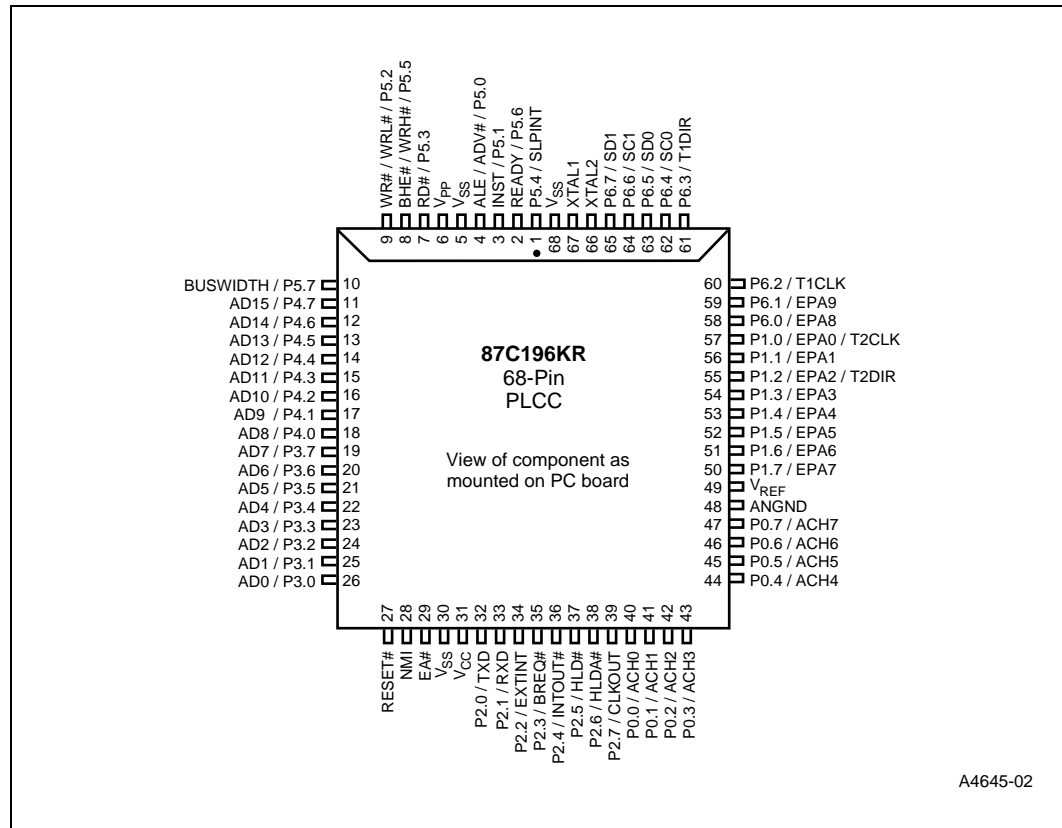 WR# / WRL# / P5.2
BHE# / WRH# / P5.5
RD# / P5.3
VPP
VSS
ALE / ADV# / P5.0
INST / P5.1
READY / P5.6
P5.4 / SLPINT
VSS
XTAL1
XTAL2
P6.7 / SD1
P6.6 / SC1
P6.5 / SD0
P6.4 / SC0
P6.3 / T1DIR
9 8 7 6 5 4 3 2 1 68 67 66 65 64 63 62 61
BUSWIDTH / P5.7 10
AD15 / P4.7 11
AD14 / P4.6 12
AD13 / P4.5 13
AD12 / P4.4 14
AD11 / P4.3 15
AD10 / P4.2 16
AD9 / P4.1 17
AD8 / P4.0 18
AD7 / P3.7 19
AD6 / P3.6 20
AD5 / P3.5 21
AD4 / P3.4 22
AD3 / P3.3 23
AD2 / P3.2 24
AD1 / P3.1 25
AD0 / P3.0 26
87C196KR
68-Pin
PLCC
View of component as
mounted on PC board
60 P6.2 / T1CLK
59 P6.1 / EPA9
58 P6.0 / EPA8
57 P1.0 / EPA0 / T2CLK
56 P1.1 / EPA1
55 P1.2 / EPA2 / T2DIR
54 P1.3 / EPA3
53 P1.4 / EPA4
52 P1.5 / EPA5
51 P1.6 / EPA6
50 P1.7 / EPA7
49 VREF
48 ANGND
47 P0.7 / ACH7
46 P0.6 / ACH6
45 P0.5 / ACH5
44 P0.4 / ACH4
27 28 29 30 31 32 33 34 35 36 37 38 39 40 41 42 43
RESET#
NMI
EA#
VSS
VCC
P2.0 / TXD
P2.1 / RXD
P2.2 / EXTINT
P2.3 / BREQ#
P2.4 / INTOUT#
P2.5 / HLD#
P2.6 / HLDA#
P2.7 / CLKOUT
P0.0 / ACH0
P0.1 / ACH1
P0.2 / ACH2
P0.3 / ACH3
A4645-02